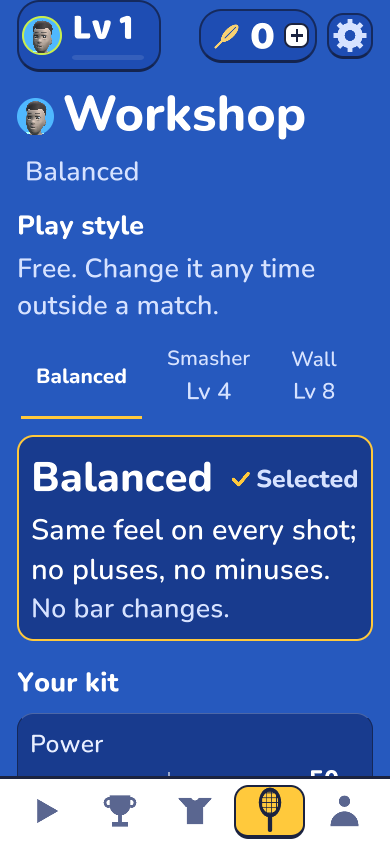 Lv 1
0
Workshop
Balanced
Play style
Free. Change it any time
outside a match.
Balanced
Smasher
Lv 4
Wall
Lv 8
Balanced
Selected
Same feel on every shot;
no pluses, no minuses.
No bar changes.
Your kit
Power